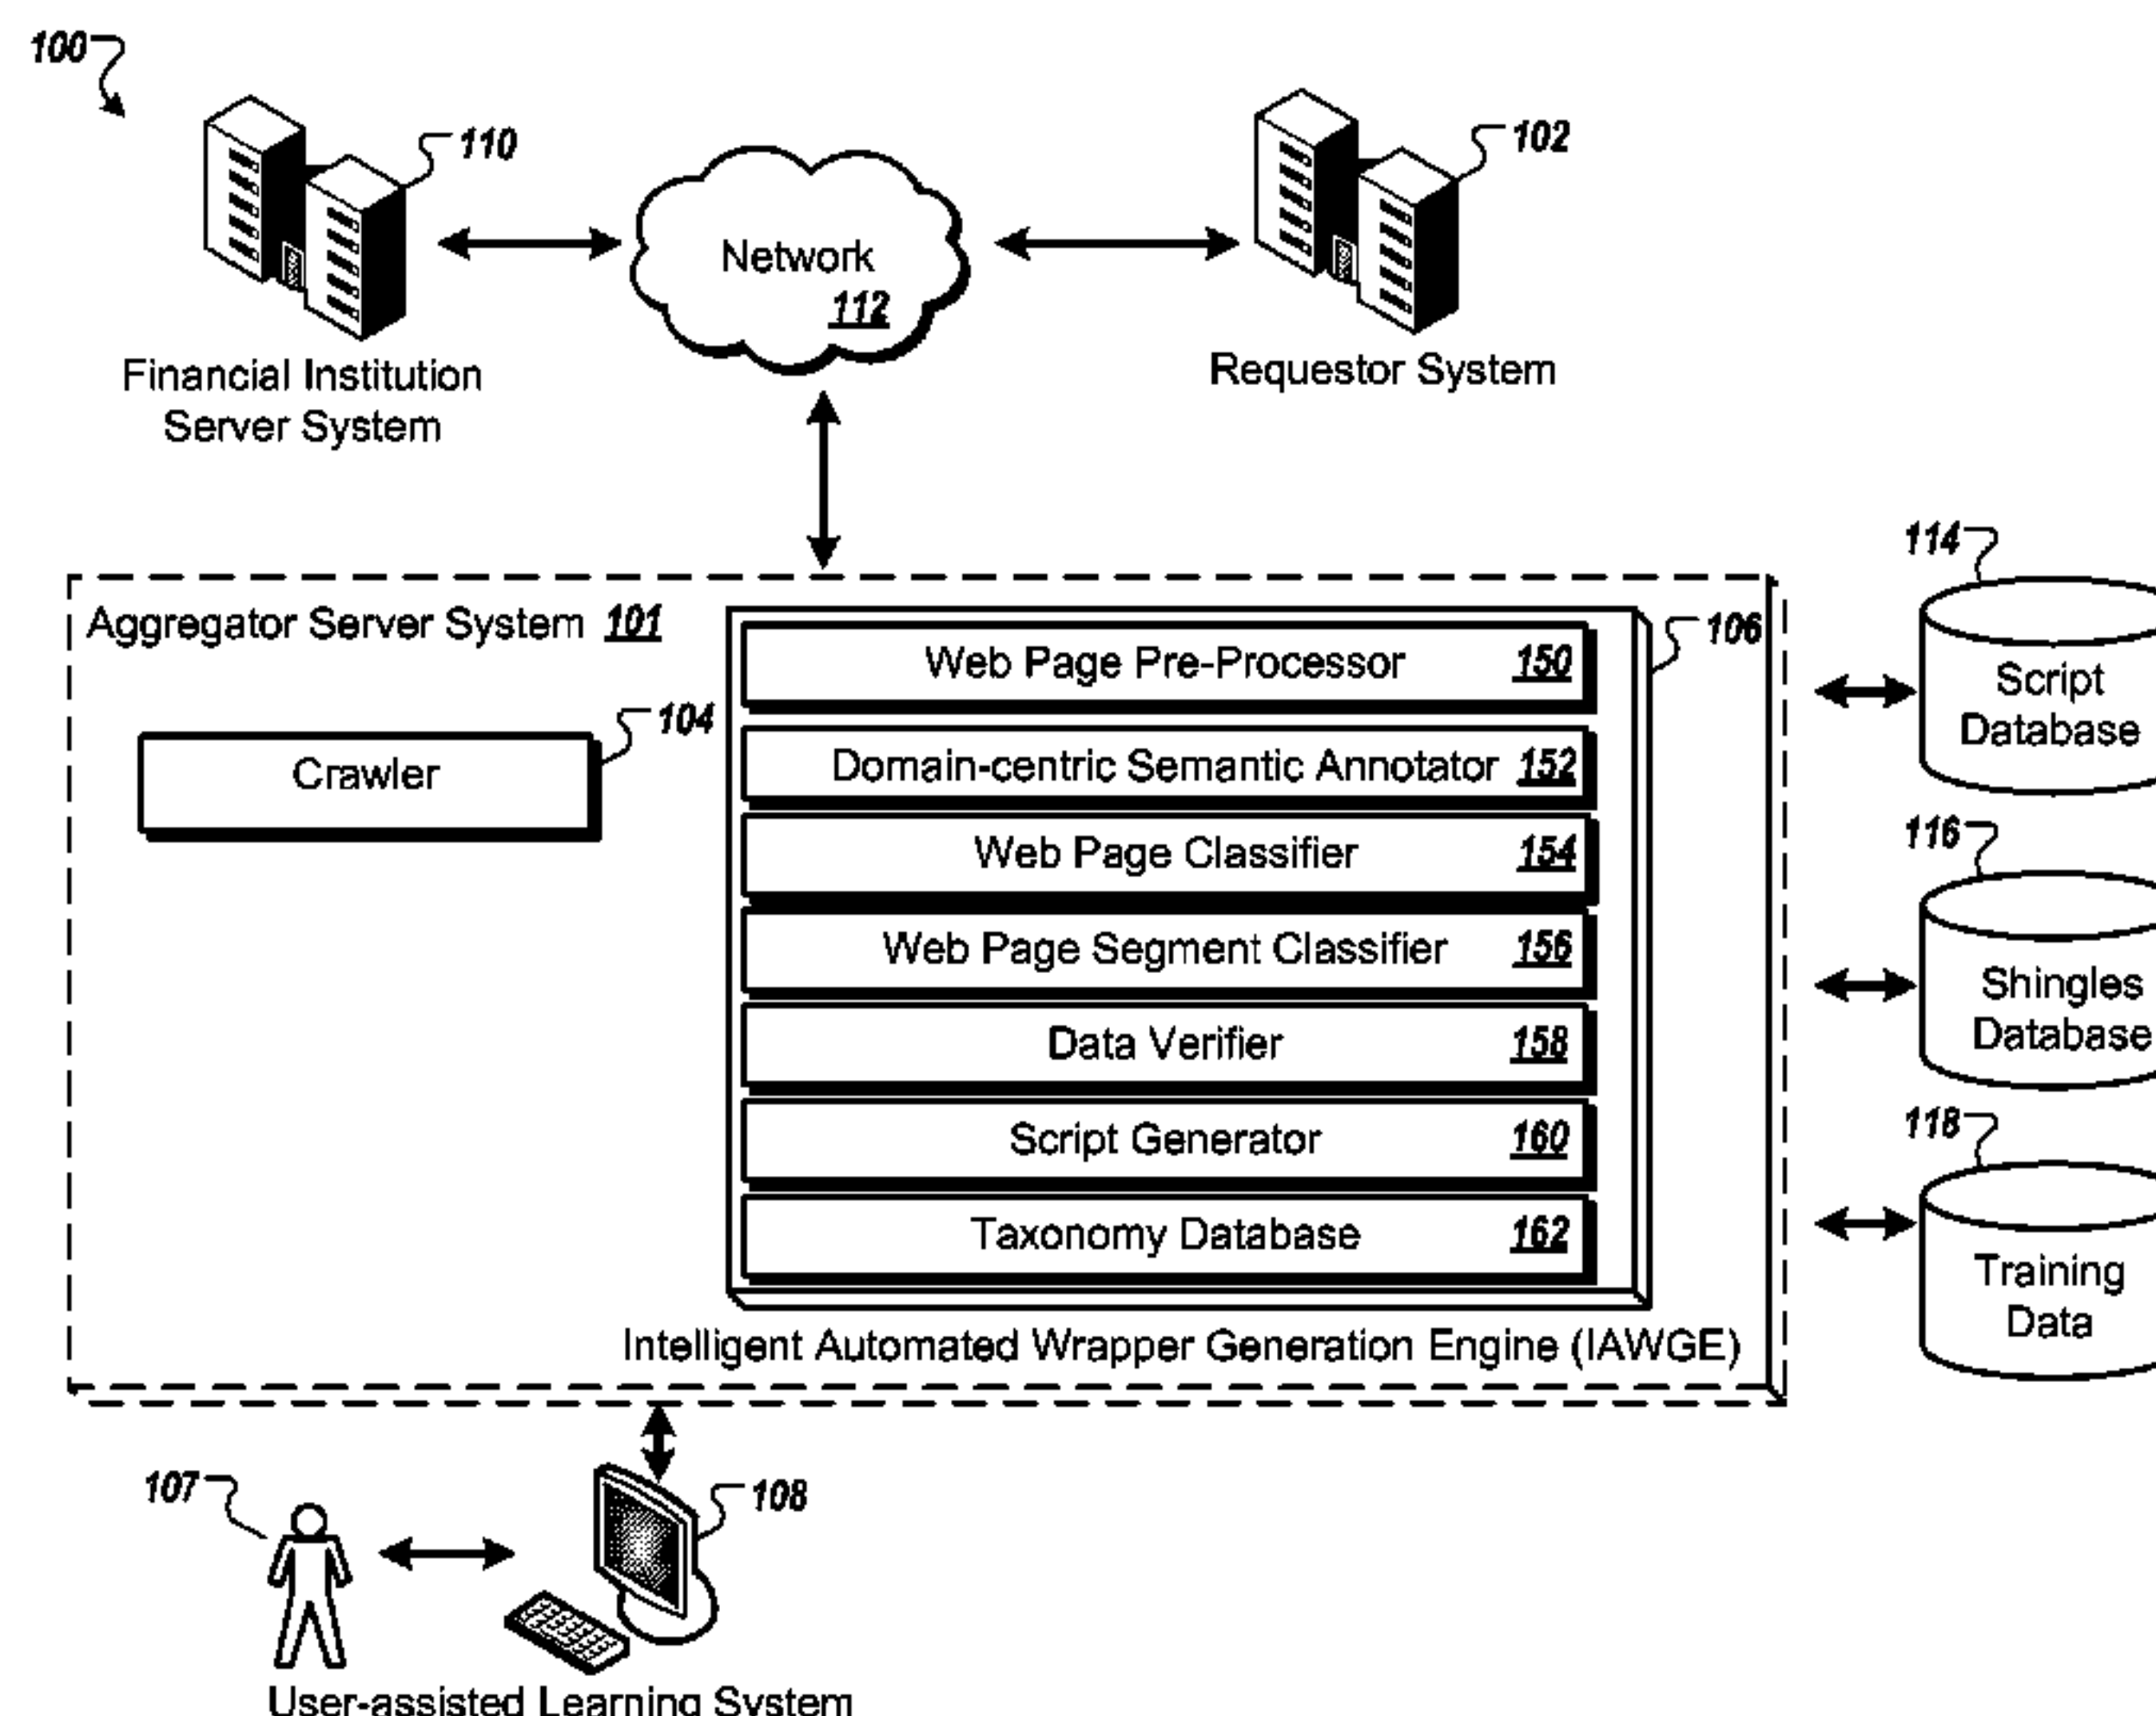 100
110
102
Network
112
Financial Institution
Server System
Requestor System
114
Aggregator Server System 101
106
Web Page Pre-Processor 150
Script
Database
104
Crawler
Domain-centric Semantic Annotator 152
116
Web Page Classifier 154
Web Page Segment Classifier 156
Shingles
Database
Data Verifier 158
118
Script Generator 160
Taxonomy Database 162
Training
Data
Intelligent Automated Wrapper Generation Engine (IAWGE)
107
108
User-assisted Learning System